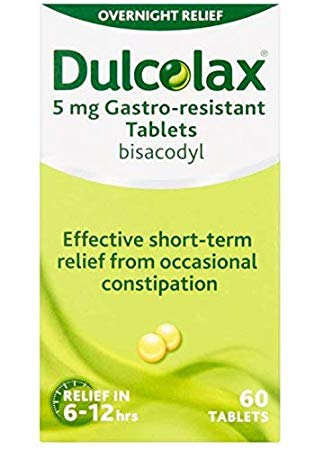 OVERNIGHT RELIEF
Dulcolax®
5 mg Gastro-resistant
Tablets
bisacodyl
Effective short-term
relief from occasional
constipation
RELIEF IN
6-12 hrs
60
TABLETS